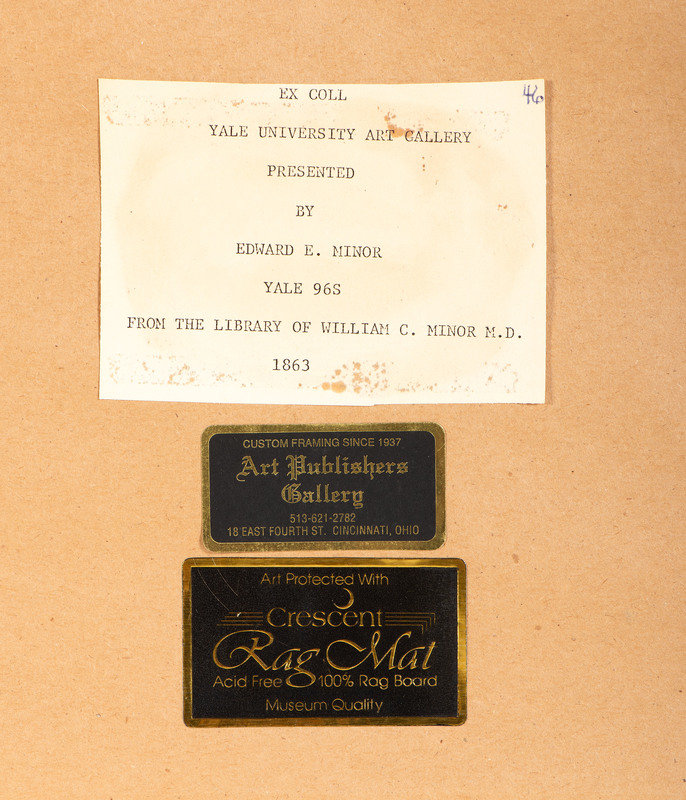 EX COLL
46
YALE UNIVERSITY ART GALLERY
PRESENTED
BY
EDWARD E. MINOR
YALE 96S
FROM THE LIBRARY OF WILLIAM C. MINOR M.D.
1863
CUSTOM FRAMING SINCE 1937
Art Publishers
Gallery
513-621-2782
18 EAST FOURTH ST. CINCINNATI, OHIO
Art Protected With
Crescent
Rag Mat
Acid Free 100% Rag Board
Museum Quality